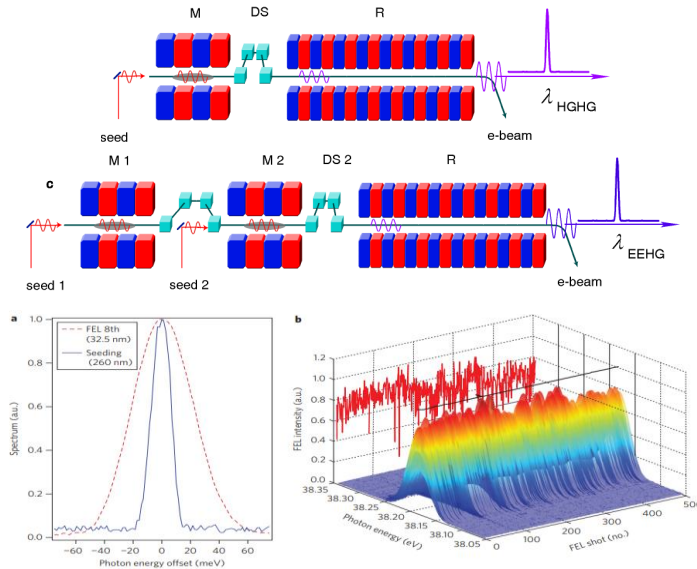 M DS R
seed
e-beam
λ HGHG
c
M 1 M 2 DS 2 R
seed 1
seed 2
e-beam
λ EEHG
a
FEL 8th
(32.5 nm)
Seeding
(260 nm)
Spectrum (a.u.)
1.0
0.8
0.6
0.4
0.2
0.0
−60 −40 −20 0 20 40 60
Photon energy offset (meV)
b
FEL intensity (a.u.)
1.2
1.0
0.8
0.6
0.4
0.2
0.0
38.35
38.30
38.25
38.20
38.15
38.10
38.05
Photon energy (eV)
0
100
200
300
400
500
FEL shot (no.)